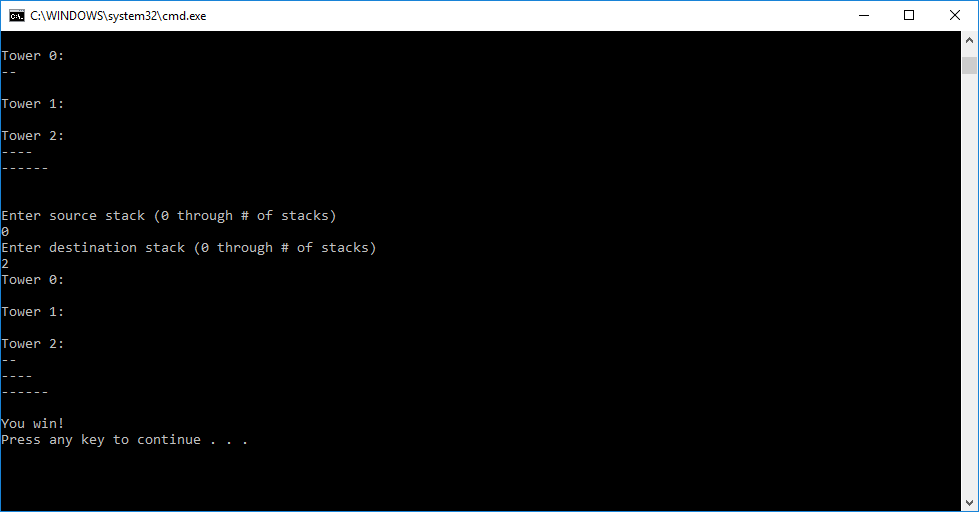 C:\WINDOWS\system32\cmd.exe
Tower 0:
--
Tower 1:
Tower 2:
----
------
Enter source stack (0 through # of stacks)
0
Enter destination stack (0 through # of stacks)
2
Tower 0:
Tower 1:
Tower 2:
--
----
------
You win!
Press any key to continue . . .